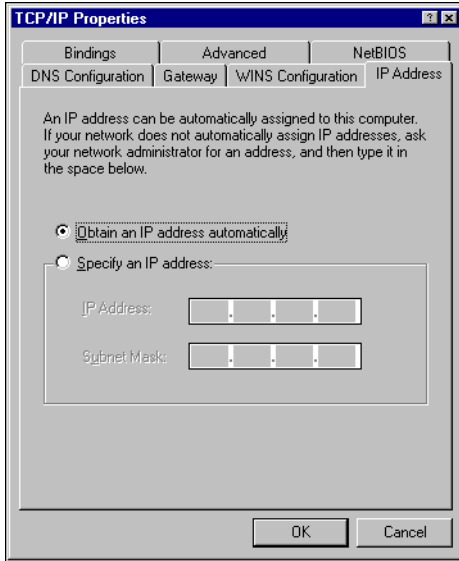 TCP/IP Properties
Bindings Advanced NetBIOS
DNS Configuration Gateway WINS Configuration IP Address
An IP address can be automatically assigned to this computer.
If your network does not automatically assign IP addresses, ask
your network administrator for an address, and then type it in
the space below.
Obtain an IP address automatically
Specify an IP address:
IP Address:
. . .
Subnet Mask:
. . .
OK Cancel